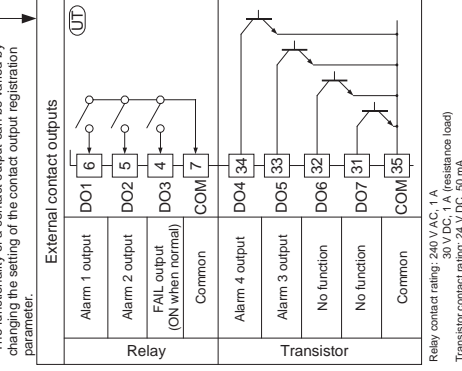 changing the setting of the contact output registration
parameter.
External contact outputs
UT
Relay
Alarm 1 output
DO1
6
Alarm 2 output
DO2
5
FAIL output
(ON when normal)
DO3
4
Common
COM
7
Transistor
Alarm 4 output
DO4
34
Alarm 3 output
DO5
33
No function
DO6
32
No function
DO7
31
Common
COM
35
Relay contact rating: 240 V AC, 1 A
30 V DC, 1 A (resistance load)
Transistor contact rating: 24 V DC, 50 mA